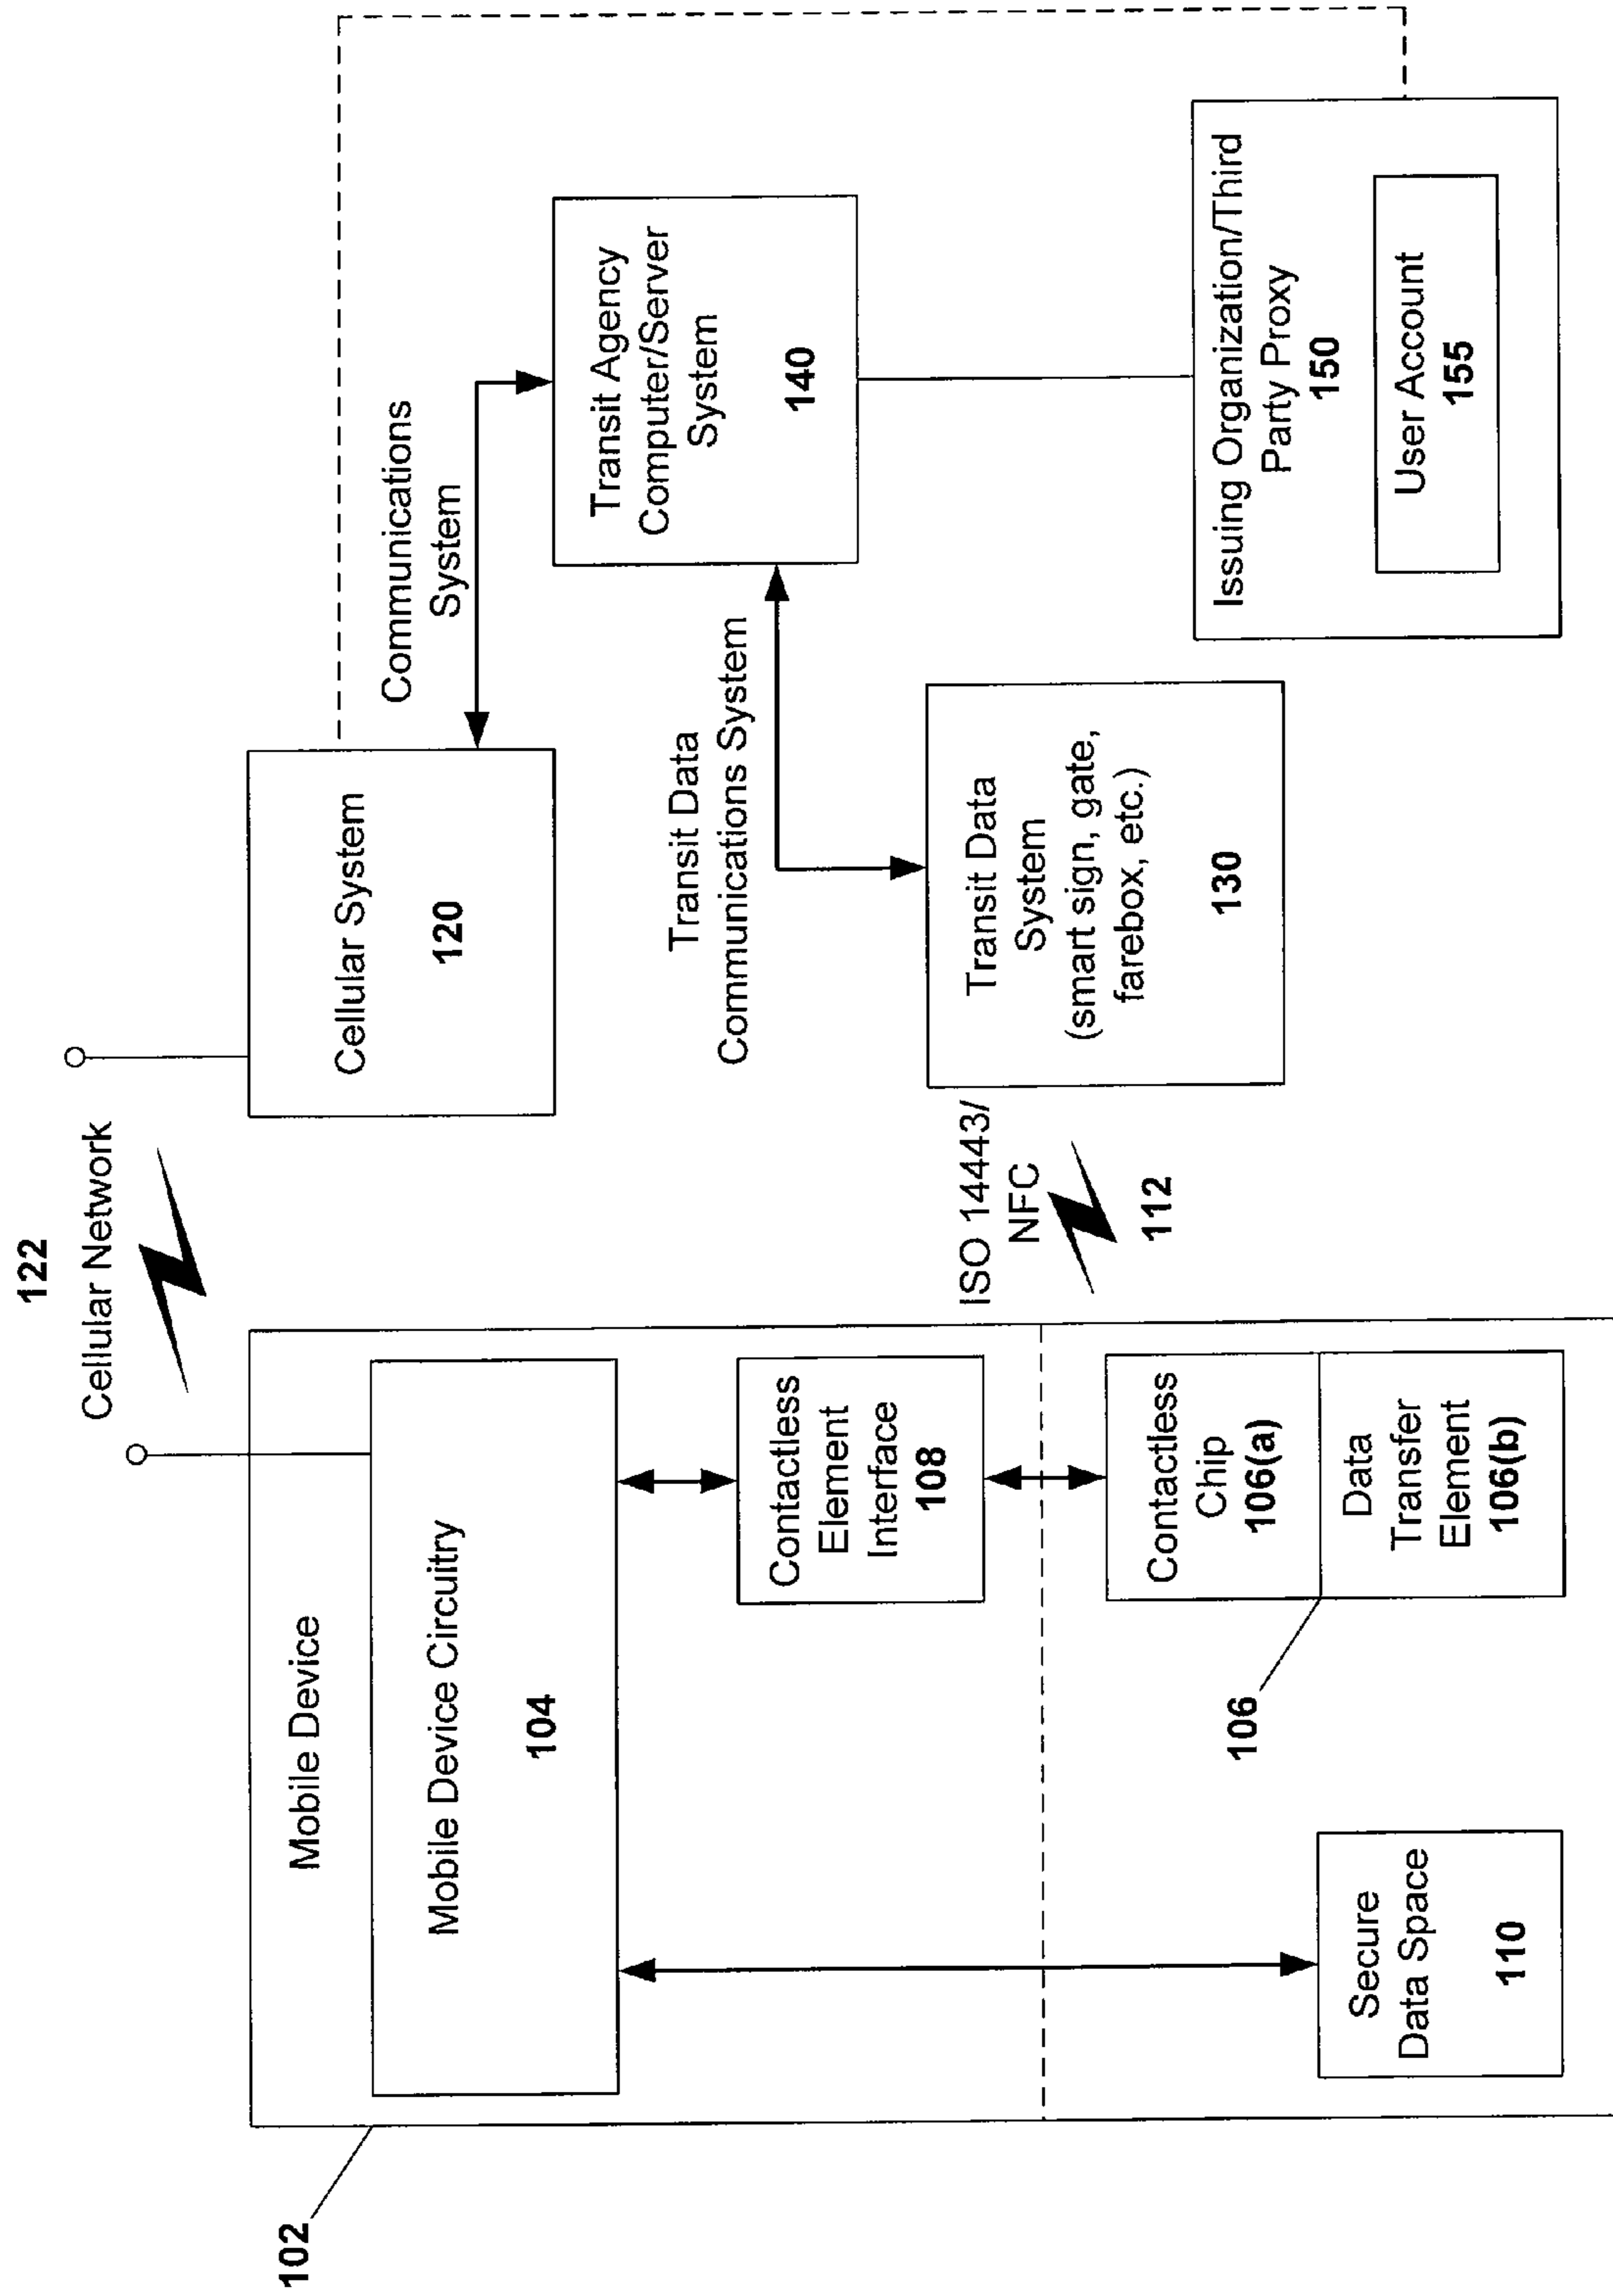 122
Cellular Network
102
Mobile Device
Mobile Device Circuitry
104
Contactless
Element
Interface
108
Secure
Data Space
110
106
Contactless
Chip
106(a)
Data
Transfer
Element
106(b)
ISO 14443/
NFC
112
Cellular System
120
Communications
System
Transit Data
Communications System
Transit Agency
Computer/Server
System
140
Transit Data
System
(smart sign, gate,
farebox, etc.)
130
Issuing Organization/Third
Party Proxy
150
User Account
155